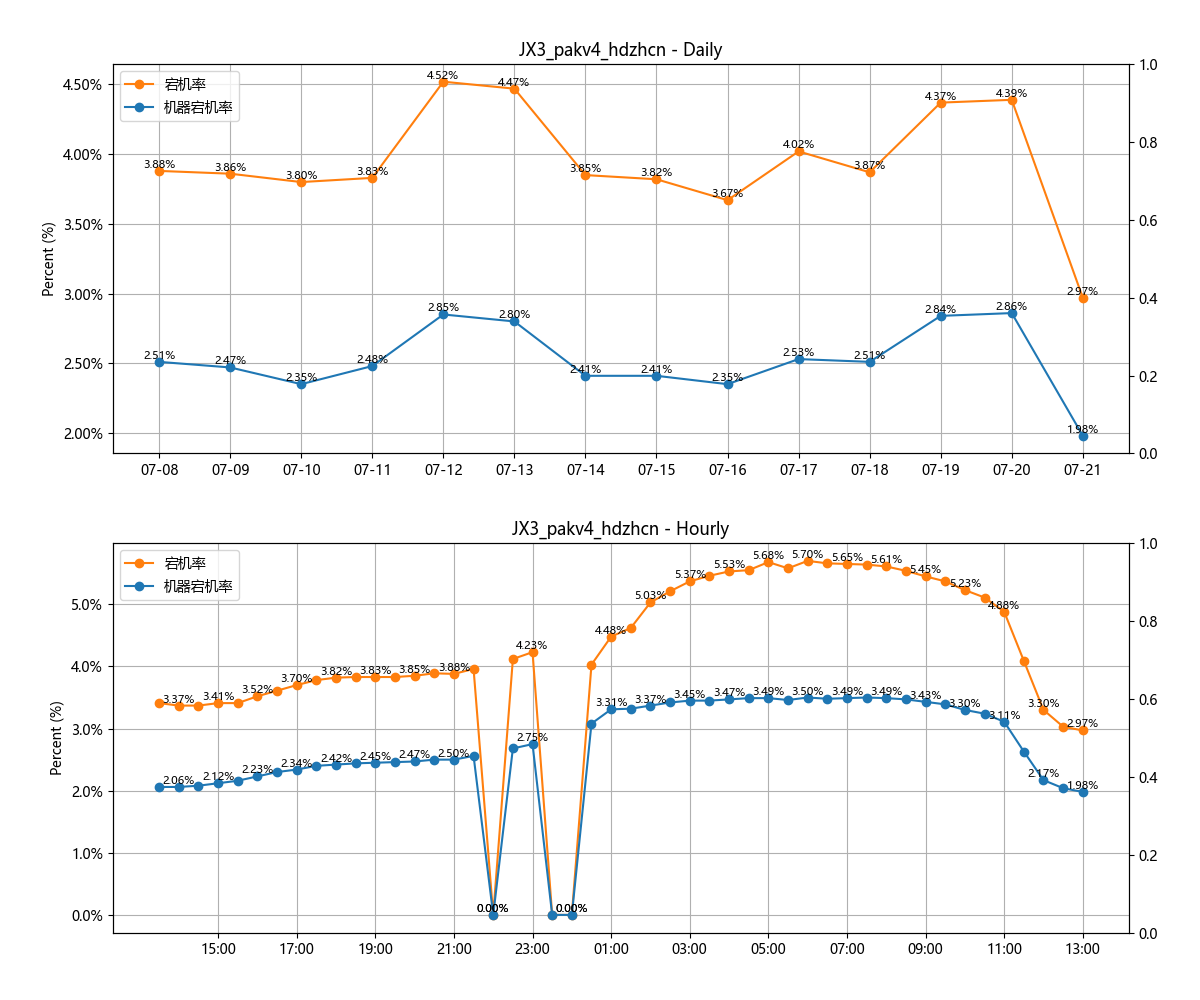 JX3_pakv4_hdzhcn - Daily
宕机率
机器宕机率
Percent (%)
4.50%
4.00%
3.50%
3.00%
2.50%
2.00%
1.0
0.8
0.6
0.4
0.2
0.0
3.88% 3.86% 3.80% 3.83% 4.52% 4.47% 3.85% 3.82% 3.67% 4.02% 3.87% 4.37% 4.39% 2.97%
2.51% 2.47% 2.35% 2.48% 2.85% 2.80% 2.41% 2.41% 2.35% 2.53% 2.51% 2.84% 2.86% 1.98%
07-08 07-09 07-10 07-11 07-12 07-13 07-14 07-15 07-16 07-17 07-18 07-19 07-20 07-21
JX3_pakv4_hdzhcn - Hourly
宕机率
机器宕机率
Percent (%)
5.0%
4.0%
3.0%
2.0%
1.0%
0.0%
1.0
0.8
0.6
0.4
0.2
0.0
3.37% 3.41% 3.52% 3.70% 3.82% 3.83% 3.85% 3.88% 0.00% 4.23% 0.00% 4.48% 5.03% 5.37% 5.53% 5.68% 5.70% 5.65% 5.61% 5.45% 5.23% 4.88% 3.30% 2.97%
2.06% 2.12% 2.23% 2.34% 2.42% 2.45% 2.47% 2.50% 0.00% 2.75% 0.00% 3.31% 3.37% 3.45% 3.47% 3.49% 3.50% 3.49% 3.49% 3.43% 3.30% 3.11% 2.17% 1.98%
15:00 17:00 19:00 21:00 23:00 01:00 03:00 05:00 07:00 09:00 11:00 13:00